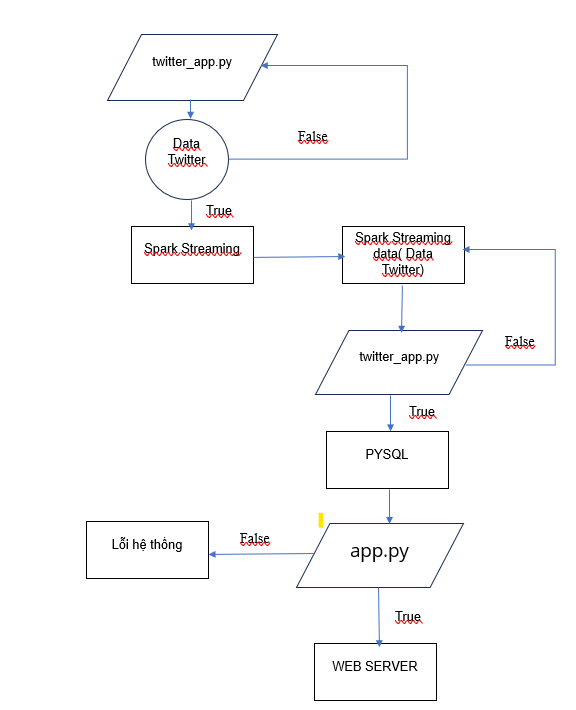 twitter_app.py
False
Data
Twitter
True
Spark Streaming
Spark Streaming
data( Data
Twitter)
twitter_app.py
False
True
PYSQL
Lỗi hệ thông
False
app.py
True
WEB SERVER